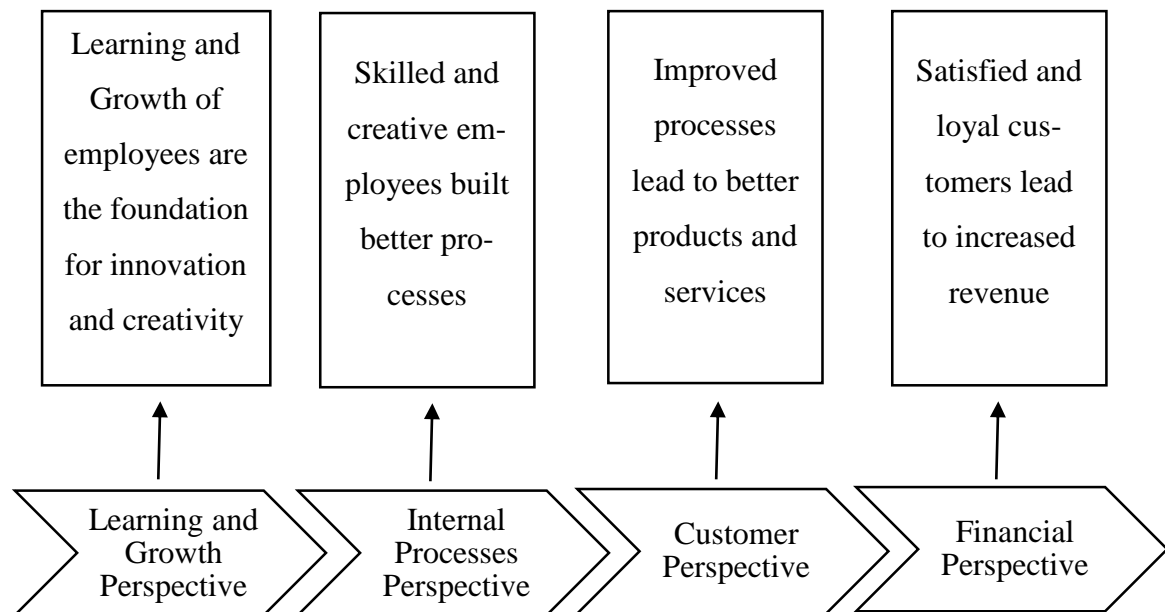 Learning and
Growth of
employees are
the foundation
for innovation
and creativity
Skilled and
creative em-
ployees built
better pro-
cesses
Improved
processes
lead to better
products and
services
Satisfied and
loyal cus-
tomers lead
to increased
revenue
Learning and
Growth
Perspective
Internal
Processes
Perspective
Customer
Perspective
Financial
Perspective